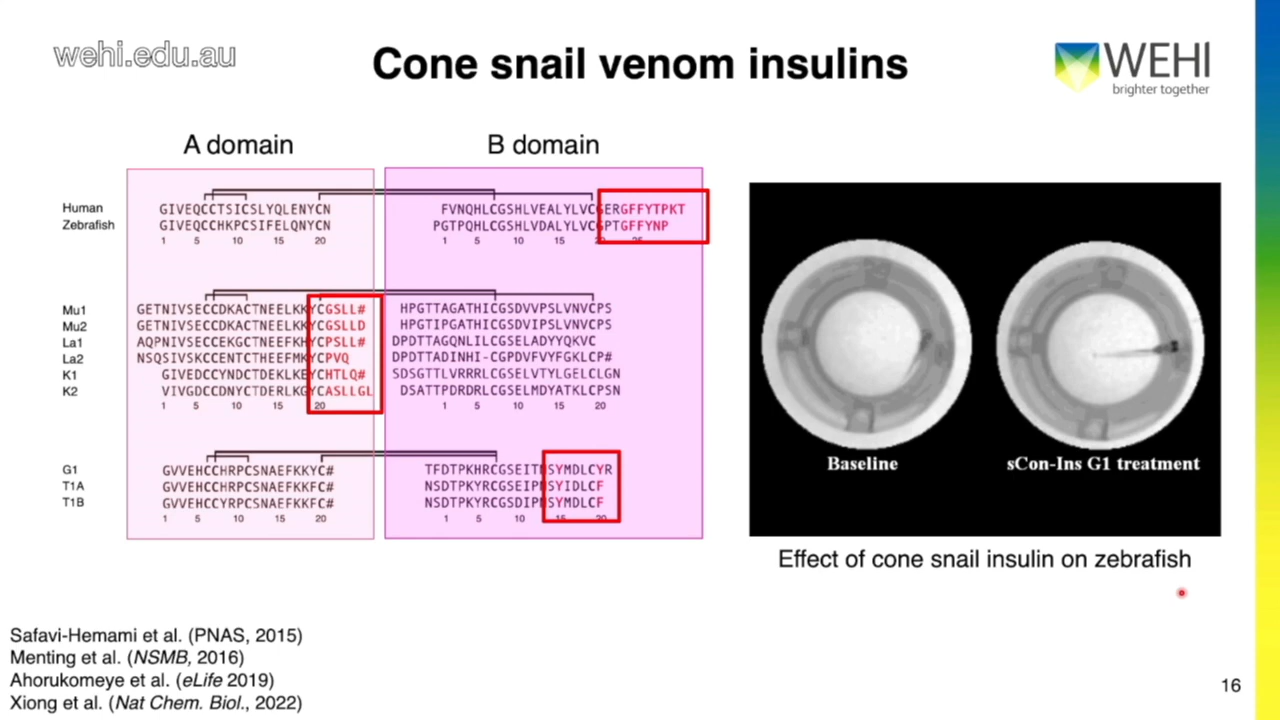 wehi.edu.au
Cone snail venom insulins
WEHI
brighter together
A domain
B domain
Human GIVEQCCTSICSLYQLENYCN FVNQHLCGSHLVEALYLVCGERGFFYTPKT
Zebrafish GIVEQCCHKPCSIFELQNYCN PGTPQHLCGSHLVDALYLVCGPTGFFYNP
1 5 10 15 20 1 5 10 15 20 25
Mu1 GETNIVSECCDKACTNEELKKYCGSLL# HPGTTAGATHICGSDVVPSLVNVCPS
Mu2 GETNIVSECCDKACTNEELKKYCGSLLD HPGTIPGATHICGSDVIPSLVNVCPS
La1 AQPNIVSECCEKGCTNEEFKKYCPSLL# DPDTTAGQNLILCGSELADYYQKVC
La2 NSQSIVSKCCENTCTHEEFMKYCPVQ DPDTTADINHI-CGPDVFVYFGKLCP#
K1 GIVEDCCYNDCTDEKLKEYCHTLQ# SDSGTTLVRRRLCGSELVTYLGELCLGN
K2 VIVGDCCDNYCTDERLKGYCASLLGL DSATTPDRDRLCGSELMDYATKLCPSN
1 5 10 15 20 1 5 10 15 20
G1 GVVEHCCHRPCSNAEFKKYC# TFDTPKHRCGSEITNSYMDLCYR
T1A GVVEHCCHRPCSNAEFKKFC# NSDTPKYRCGSEIPNSYIDLCF
T1B GVVEHCCYRPCSNAEFKKFC# NSDTPKYRCGSDIPNSYMDLCF
1 5 10 15 20 1 5 10 15 20
Baseline
sCon-Ins G1 treatment
Effect of cone snail insulin on zebrafish
Safavi-Hemami et al. (PNAS, 2015)
Menting et al. (NSMB, 2016)
Ahorukomeye et al. (eLife 2019)
Xiong et al. (Nat Chem. Biol., 2022)
16